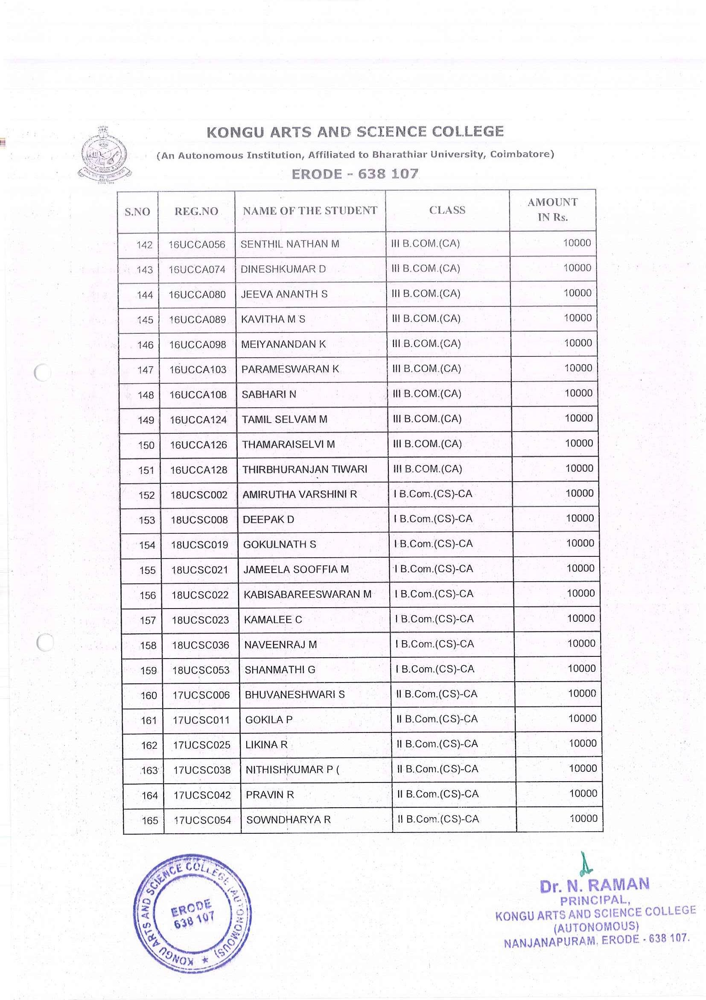 KONGU ARTS AND SCIENCE COLLEGE
(An Autonomous Institution, Affiliated to Bharathiar University, Coimbatore)
ERODE - 638 107
S.NO REG.NO NAME OF THE STUDENT CLASS AMOUNT IN Rs.
142 16UCCA056 SENTHIL NATHAN M III B.COM.(CA) 10000
143 16UCCA074 DINESHKUMAR D III B.COM.(CA) 10000
144 16UCCA080 JEEVA ANANTH S III B.COM.(CA) 10000
145 16UCCA089 KAVITHA M S III B.COM.(CA) 10000
146 16UCCA098 MEIYANANDAN K III B.COM.(CA) 10000
147 16UCCA103 PARAMESWARAN K III B.COM.(CA) 10000
148 16UCCA108 SABHARI N III B.COM.(CA) 10000
149 16UCCA124 TAMIL SELVAM M III B.COM.(CA) 10000
150 16UCCA126 THAMARAISELVI M III B.COM.(CA) 10000
151 16UCCA128 THIRBHURANJAN TIWARI III B.COM.(CA) 10000
152 18UCSC002 AMIRUTHA VARSHINI R I B.Com.(CS)-CA 10000
153 18UCSC008 DEEPAK D I B.Com.(CS)-CA 10000
154 18UCSC019 GOKULNATH S I B.Com.(CS)-CA 10000
155 18UCSC021 JAMEELA SOOFFIA M I B.Com.(CS)-CA 10000
156 18UCSC022 KABISABAREESWARAN M I B.Com.(CS)-CA 10000
157 18UCSC023 KAMALEE C I B.Com.(CS)-CA 10000
158 18UCSC036 NAVEENRAJ M I B.Com.(CS)-CA 10000
159 18UCSC053 SHANMATHI G I B.Com.(CS)-CA 10000
160 17UCSC006 BHUVANESHWARI S II B.Com.(CS)-CA 10000
161 17UCSC011 GOKILA P II B.Com.(CS)-CA 10000
162 17UCSC025 LIKINA R II B.Com.(CS)-CA 10000
163 17UCSC038 NITHISHKUMAR P ( II B.Com.(CS)-CA 10000
164 17UCSC042 PRAVIN R II B.Com.(CS)-CA 10000
165 17UCSC054 SOWNDHARYA R II B.Com.(CS)-CA 10000
KONGU ARTS AND SCIENCE COLLEGE (AUTONOMOUS) ★
ERODE
638 107
Dr. N. RAMAN
PRINCIPAL,
KONGU ARTS AND SCIENCE COLLEGE
(AUTONOMOUS)
NANJANAPURAM, ERODE - 638 107.